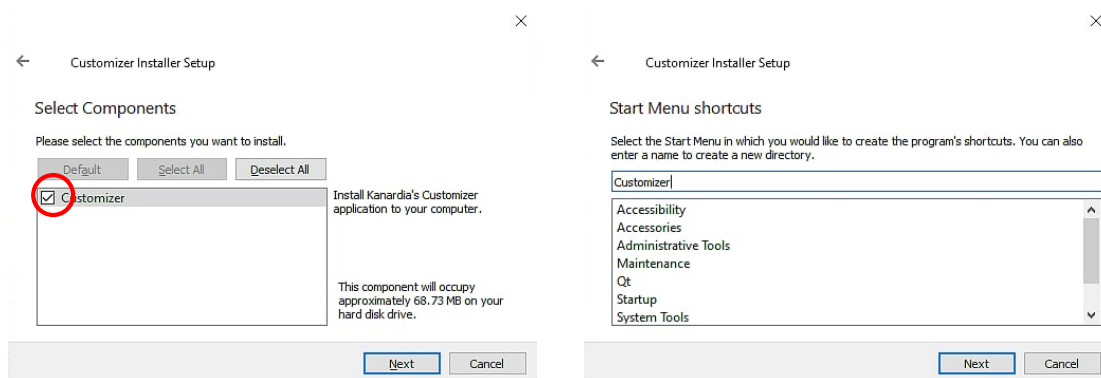 Customizer Installer Setup
Select Components
Please select the components you want to install.
Default Select All Deselect All
Customizer
Install Kanardia's Customizer
application to your computer.
This component will occupy
approximately 68.73 MB on your
hard disk drive.
Next Cancel
Customizer Installer Setup
Start Menu shortcuts
Select the Start Menu in which you would like to create the program's shortcuts. You can also
enter a name to create a new directory.
Customizer
Accessibility
Accessories
Administrative Tools
Maintenance
Qt
Startup
System Tools
Next Cancel